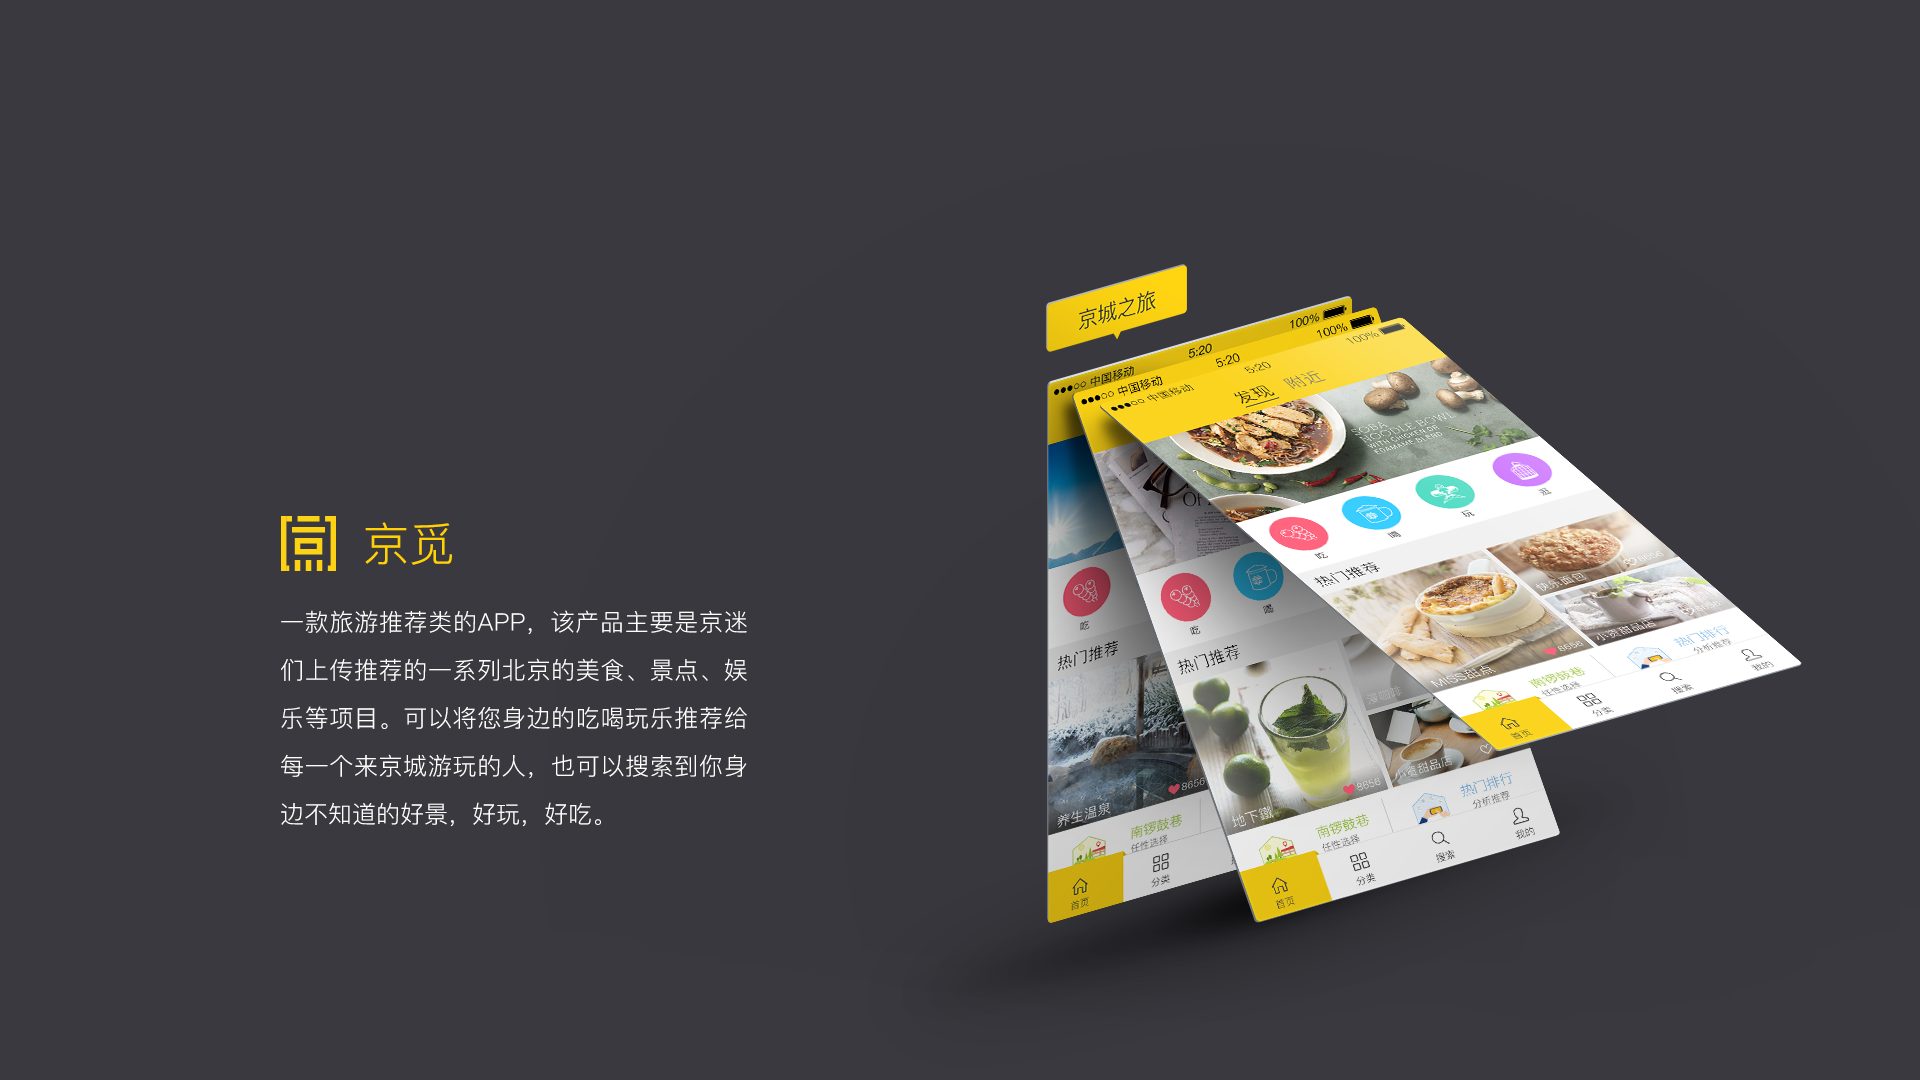 京觅
一款旅游推荐类的APP，该产品主要是京迷
们上传推荐的一系列北京的美食、景点、娱
乐等项目。可以将您身边的吃喝玩乐推荐给
每一个来京城游玩的人，也可以搜索到你身
边不知道的好景，好玩，好吃。
京城之旅
中国移动 5:20 100%
中国移动 5:20 100%
中国移动 5:20 100%
发现 附近
SOBA
NOODLE BOWL
WITH CHICKEN OF
EDAMAME BLEND
吃 喝 玩 逛
热门推荐
MISS甜点 8656
快乐面包 8656
小资甜品店 8656
南锣鼓巷
任性选择
热门排行
分析推荐
首页 分类 搜索 我的
吃 喝
热门推荐
地下鐵 8656
小资甜品店
南锣鼓巷
任性选择
热门排行
分析推荐
首页 分类 搜索 我的
吃
热门推荐
养生温泉 8656
南锣鼓巷
任性选择
首页 分类